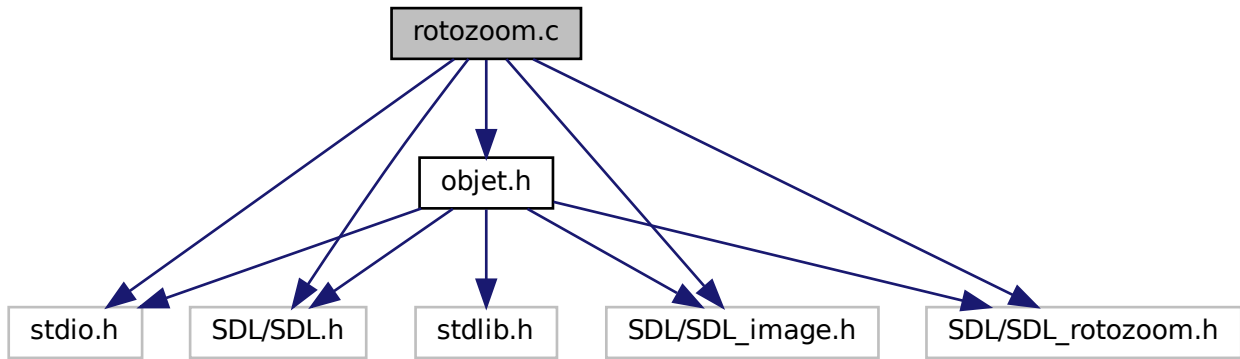 rotozoom.c
objet.h
stdio.h
SDL/SDL.h
stdlib.h
SDL/SDL_image.h
SDL/SDL_rotozoom.h